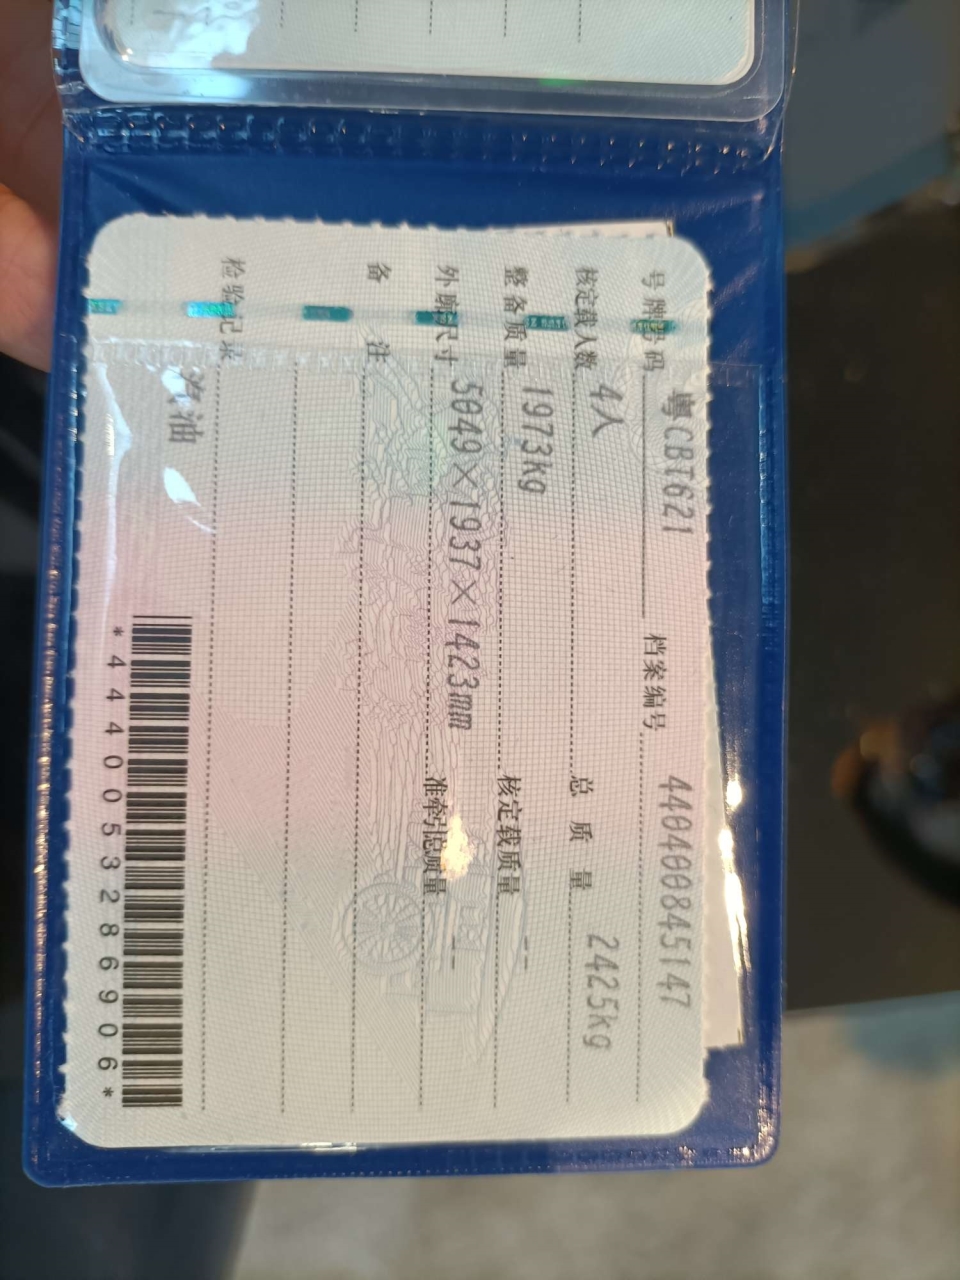 号牌号码 粤CBT621 档案编号 440400845147
核定载人数 4人 总质量 2425kg
整备质量 1973kg 核定载质量 --
外廓尺寸 5049×1937×1423mm 准牵引总质量 --
备注
检验记录
汽油
*4440053286906*